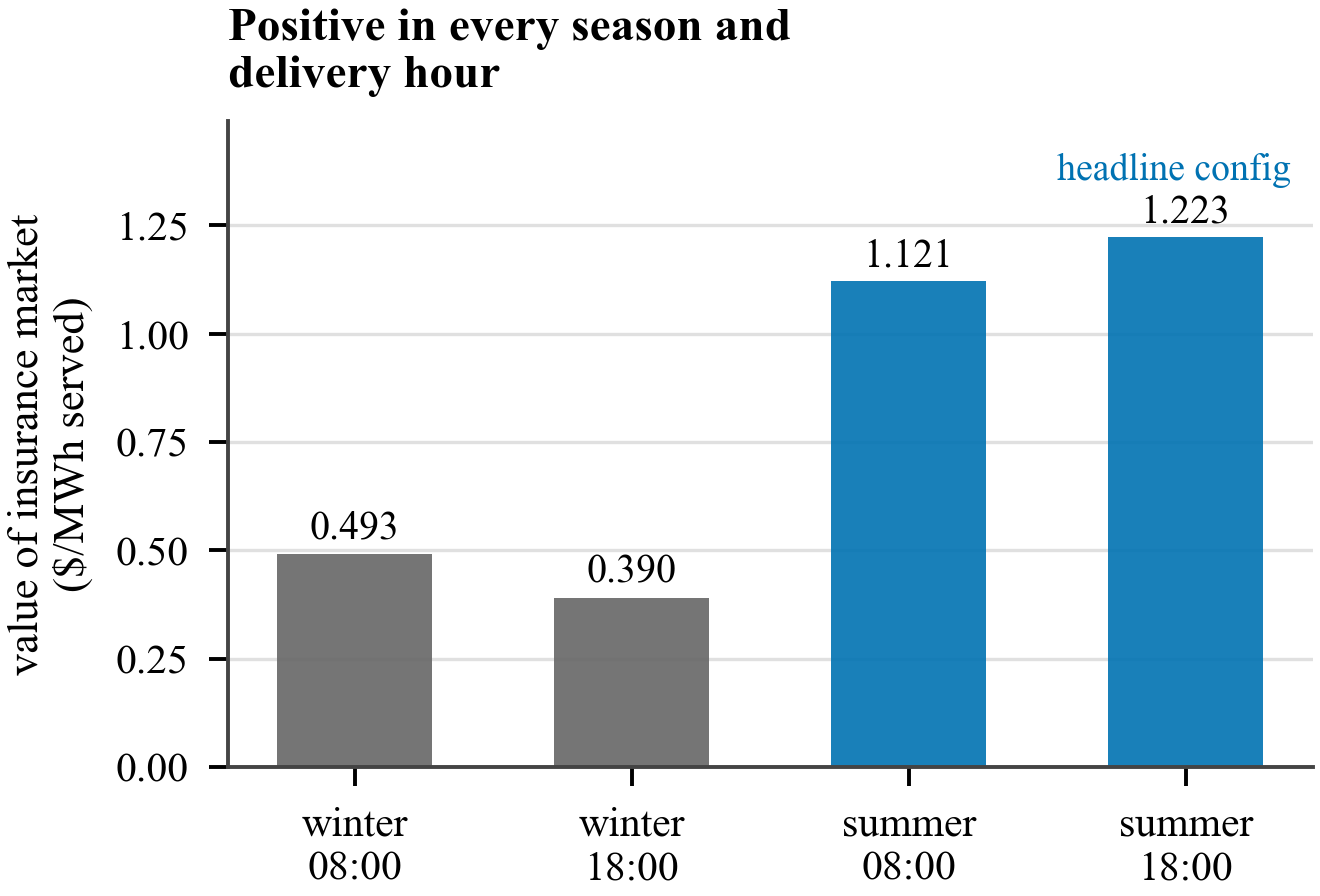 Positive in every season and
delivery hour
value of insurance market
($/MWh served)
1.25
1.00
0.75
0.50
0.25
0.00
headline config
0.493
0.390
1.121
1.223
winter
08:00
winter
18:00
summer
08:00
summer
18:00